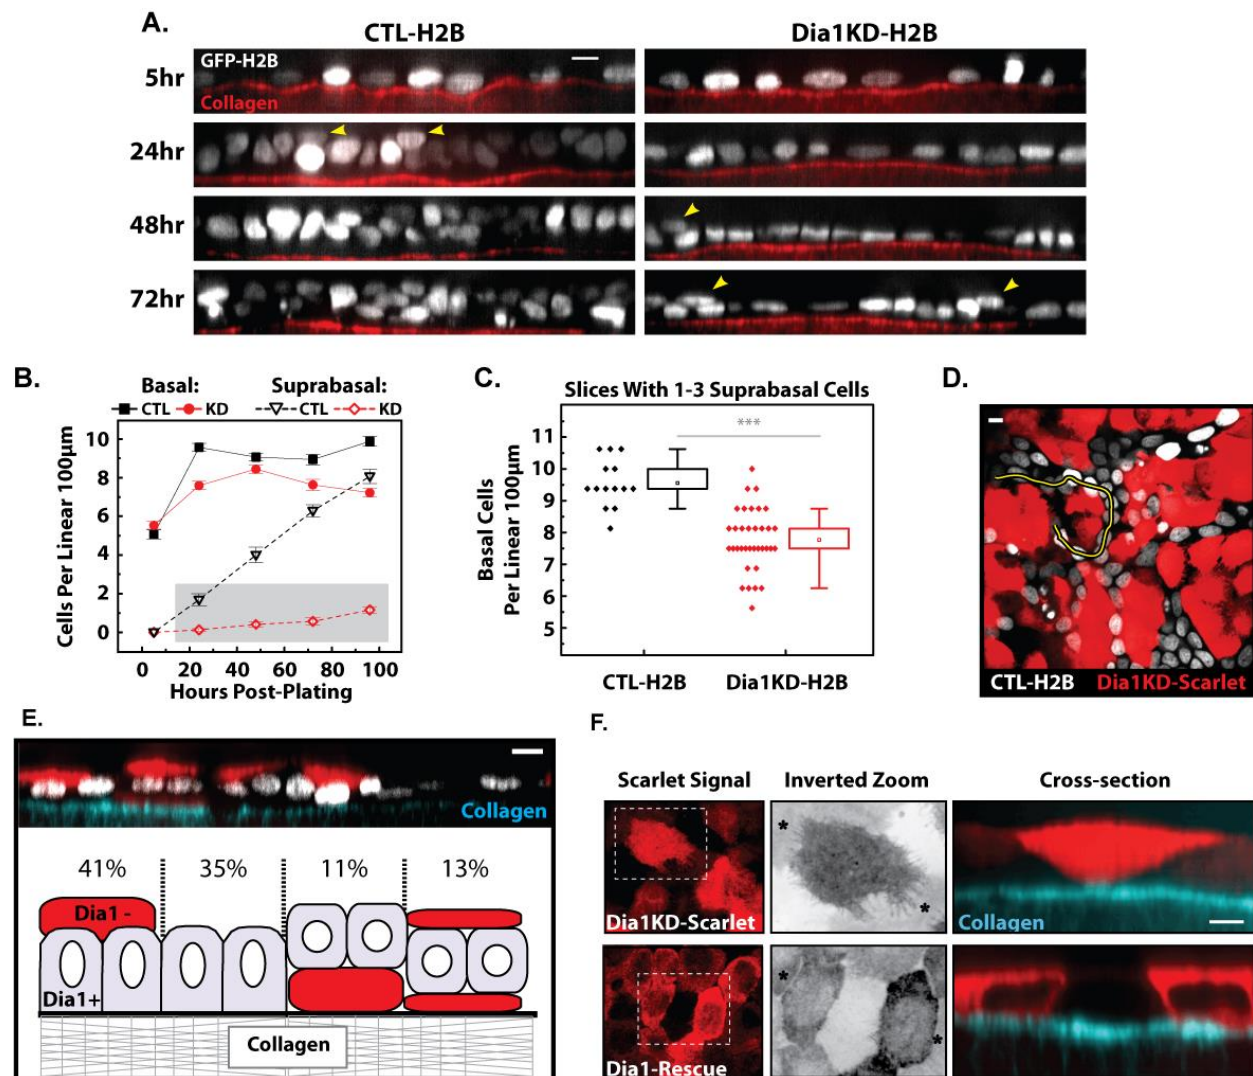 A.
CTL-H2B
Dia1KD-H2B
GFP-H2B
Collagen
5hr
24hr
48hr
72hr
B.
Basal:
Suprabasal:
CTL
KD
CTL
KD
Cells Per Linear 100µm
10
8
6
4
2
0
0
20
40
60
80
100
Hours Post-Plating
C.
Slices With 1-3 Suprabasal Cells
***
Basal Cells
Per Linear 100µm
11
10
9
8
7
6
5
CTL-H2B
Dia1KD-H2B
D.
CTL-H2B
Dia1KD-Scarlet
E.
Collagen
41%
35%
11%
13%
Dia1 -
Dia1+
Collagen
F.
Scarlet Signal
Inverted Zoom
Cross-section
Dia1KD-Scarlet
*
*
Collagen
Dia1-Rescue
*
*